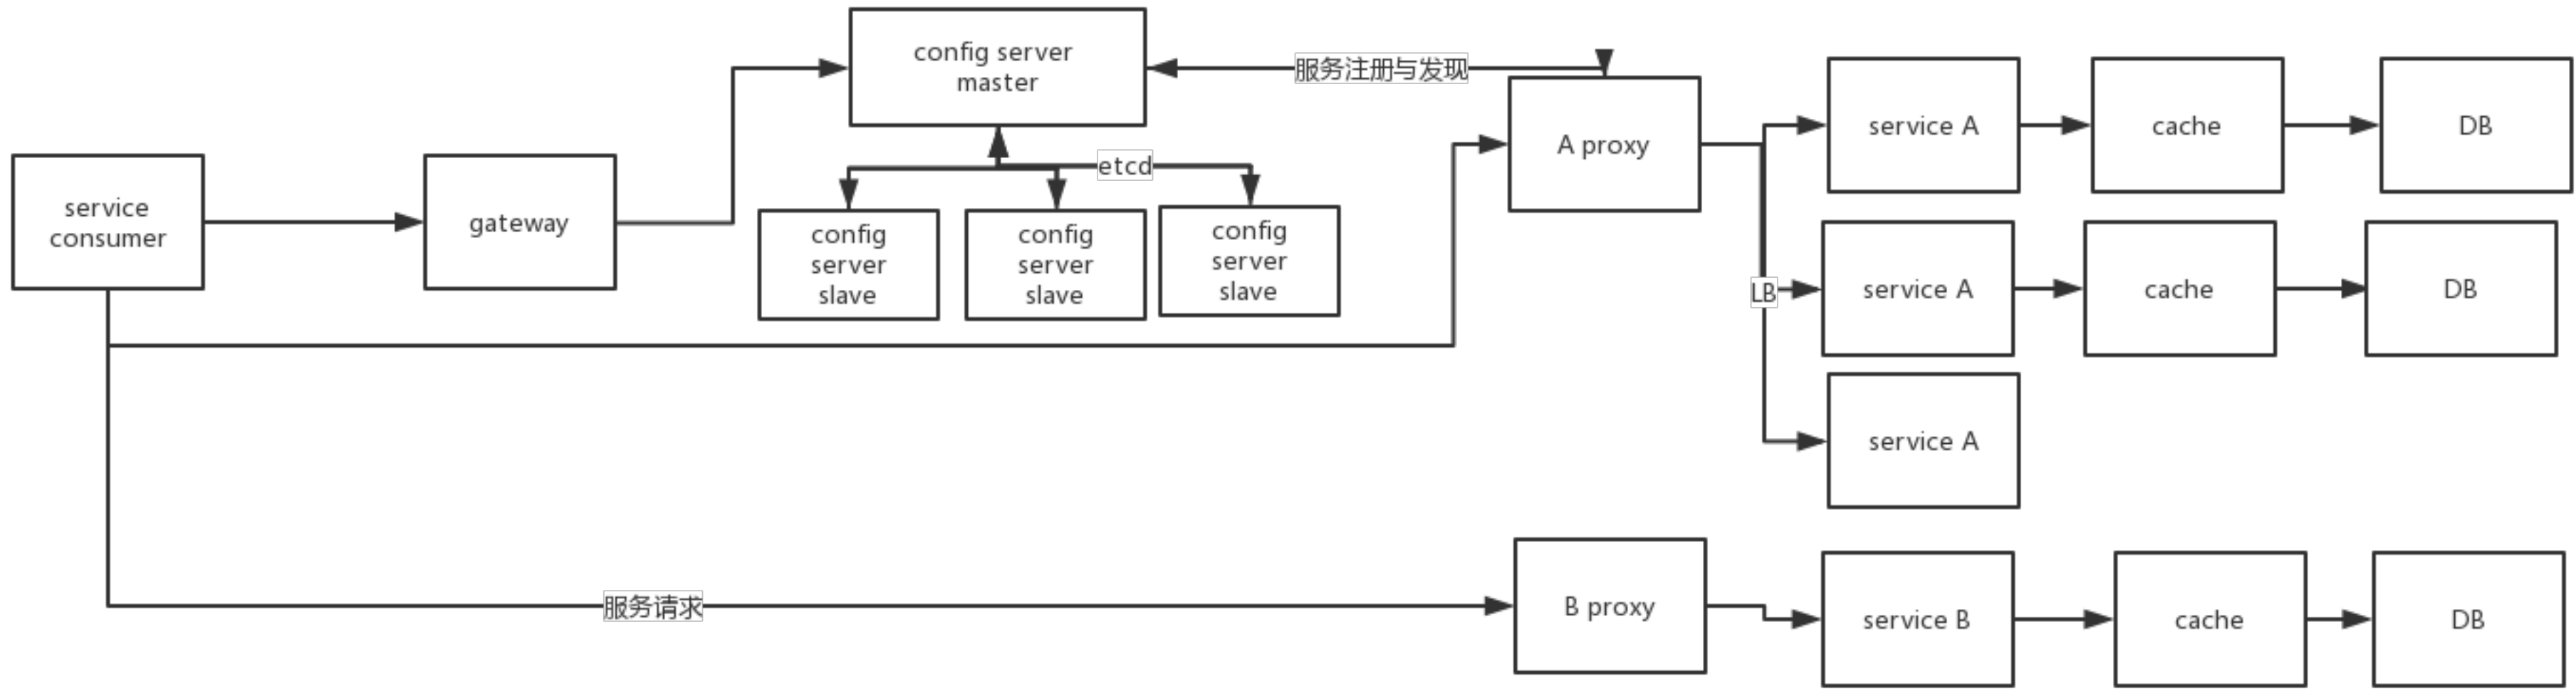 config server
master
服务注册与发现
service
consumer
gateway
etcd
config
server
slave
config
server
slave
config
server
slave
A proxy
LB
service A
cache
DB
service A
cache
DB
service A
服务请求
B proxy
service B
cache
DB